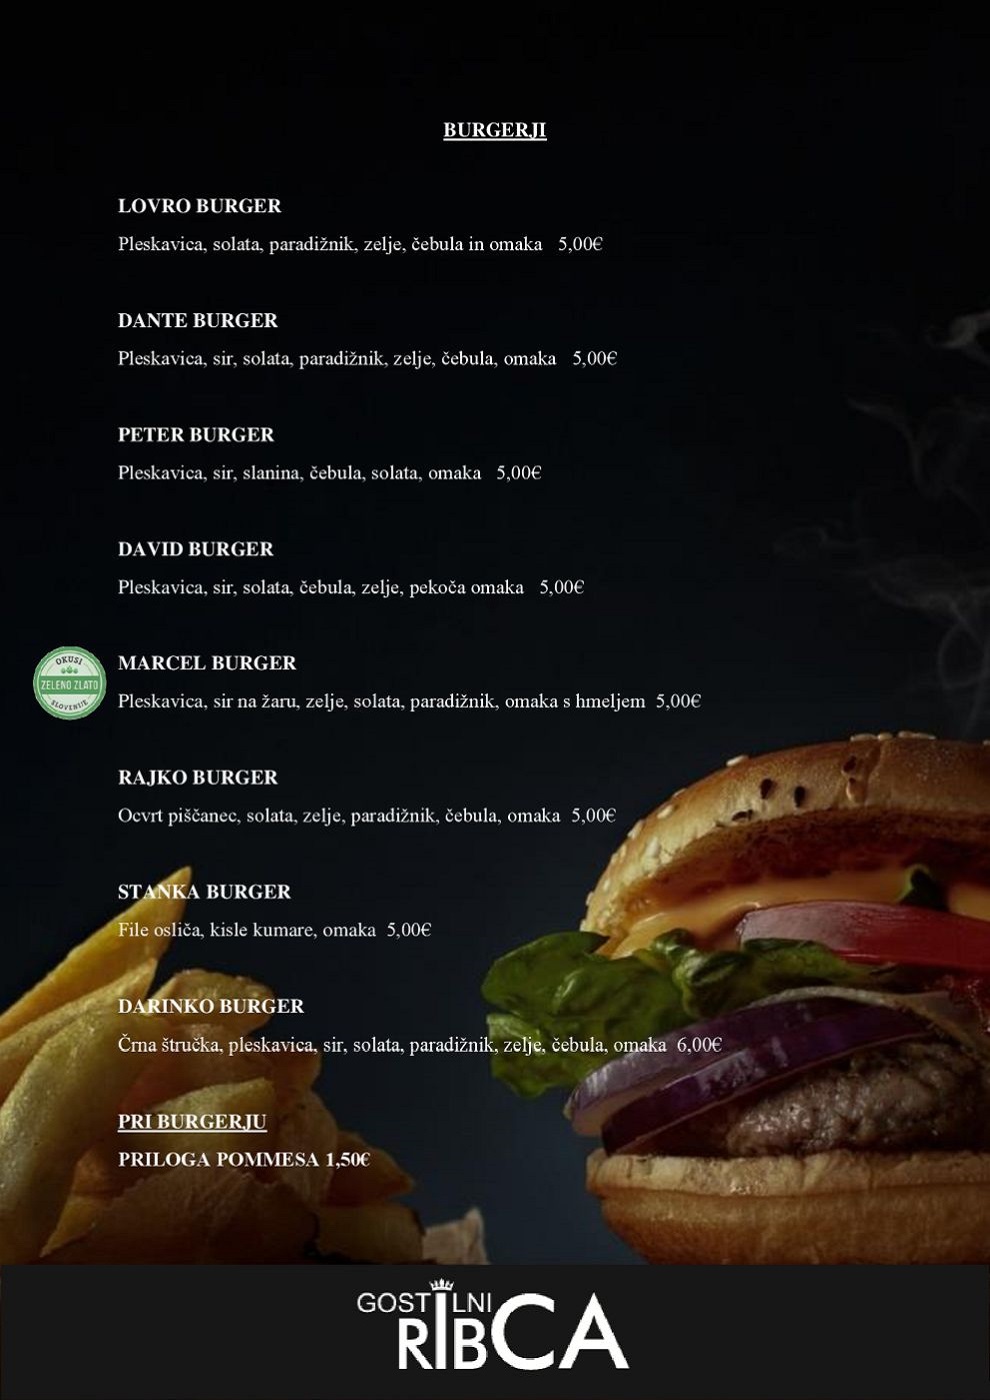 BURGERJI
LOVRO BURGER
Pleskavica, solata, paradižnik, zelje, čebula in omaka 5,00€
DANTE BURGER
Pleskavica, sir, solata, paradižnik, zelje, čebula, omaka 5,00€
PETER BURGER
Pleskavica, sir, slanina, čebula, solata, omaka 5,00€
DAVID BURGER
Pleskavica, sir, solata, čebula, zelje, pekoča omaka 5,00€
OKUSI
ZELENO ZLATO
SLOVENIJE
MARCEL BURGER
Pleskavica, sir na žaru, zelje, solata, paradižnik, omaka s hmeljem 5,00€
RAJKO BURGER
Ocvrt piščanec, solata, zelje, paradižnik, čebula, omaka 5,00€
STANKA BURGER
File osliča, kisle kumare, omaka 5,00€
DARINKO BURGER
Črna štručka, pleskavica, sir, solata, paradižnik, zelje, čebula, omaka 6,00€
PRI BURGERJU
PRILOGA POMMESA 1,50€
GOSTILNI
RIBCA